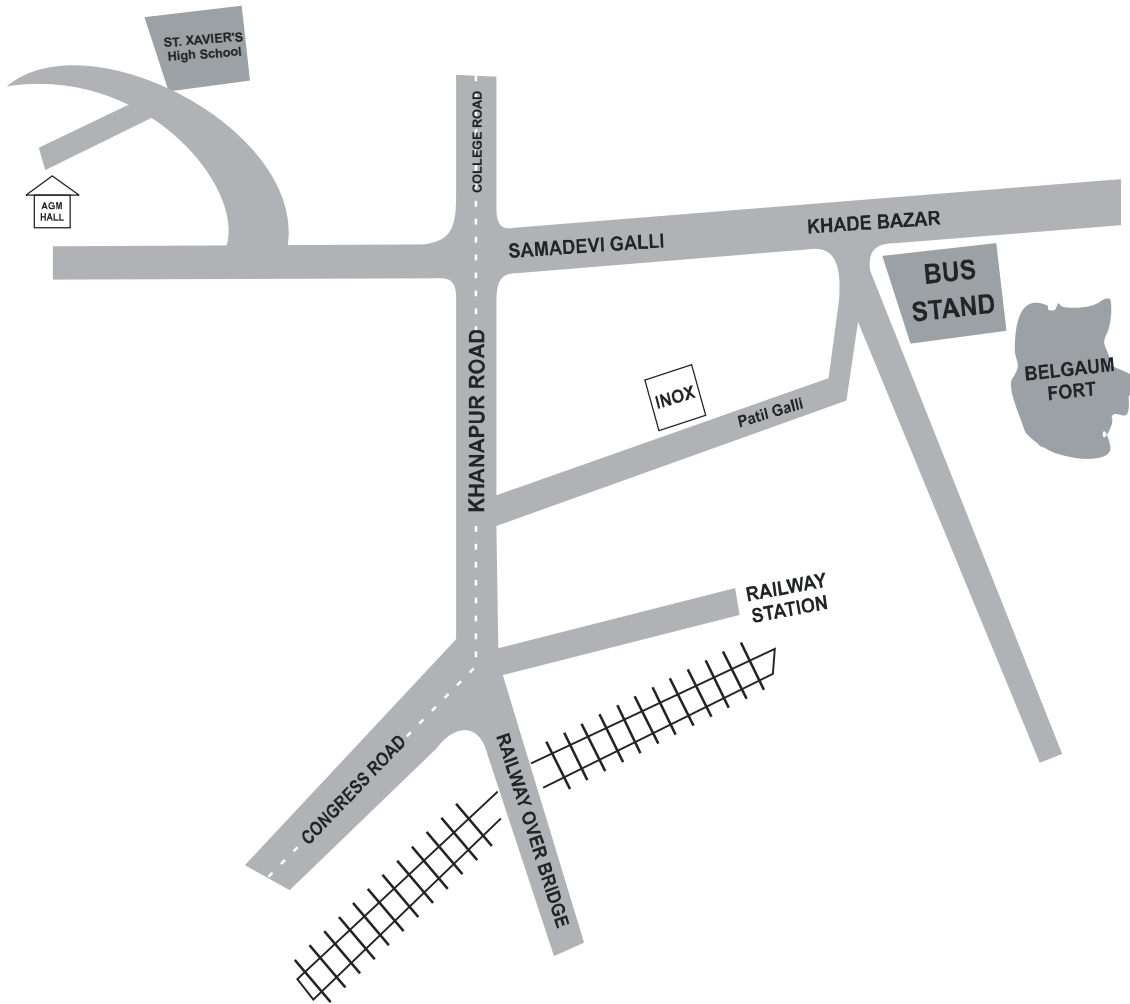 ST. XAVIER'S
High School
COLLEGE ROAD
AGM
HALL
SAMADEVI GALLI
KHADE BAZAR
BUS
STAND
BELGAUM
FORT
KHANAPUR ROAD
INOX
Patil Galli
RAILWAY
STATION
CONGRESS ROAD
RAILWAY OVER BRIDGE